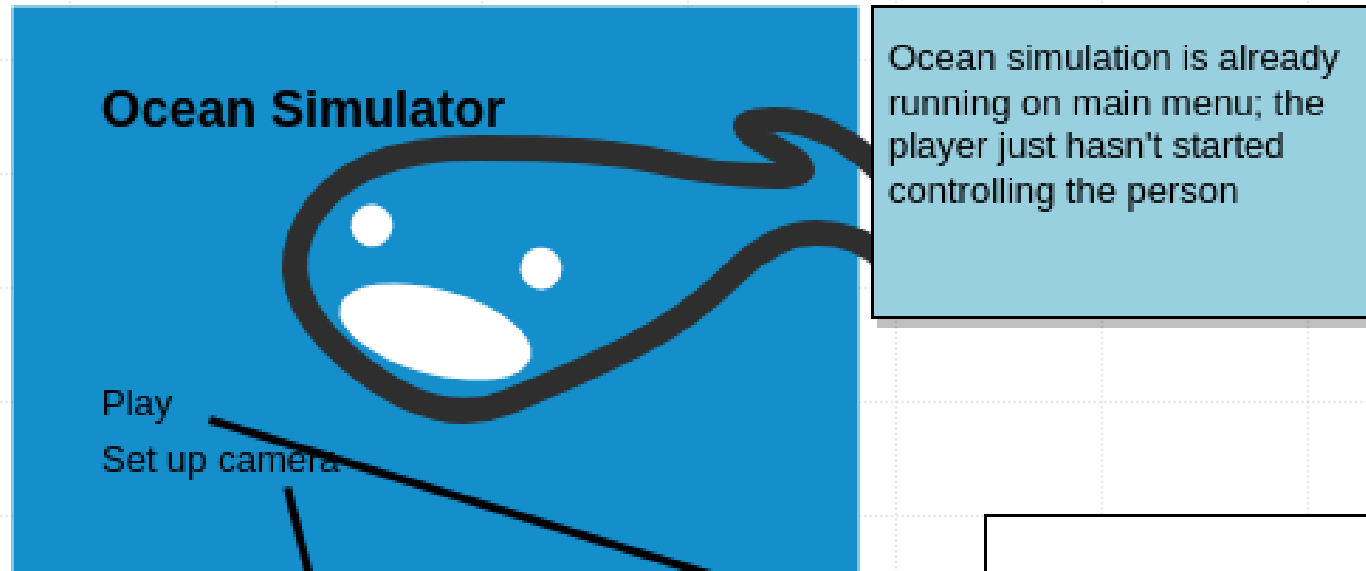 Ocean Simulator
Play
Set up camera
Ocean simulation is already
running on main menu; the
player just hasn't started
controlling the person